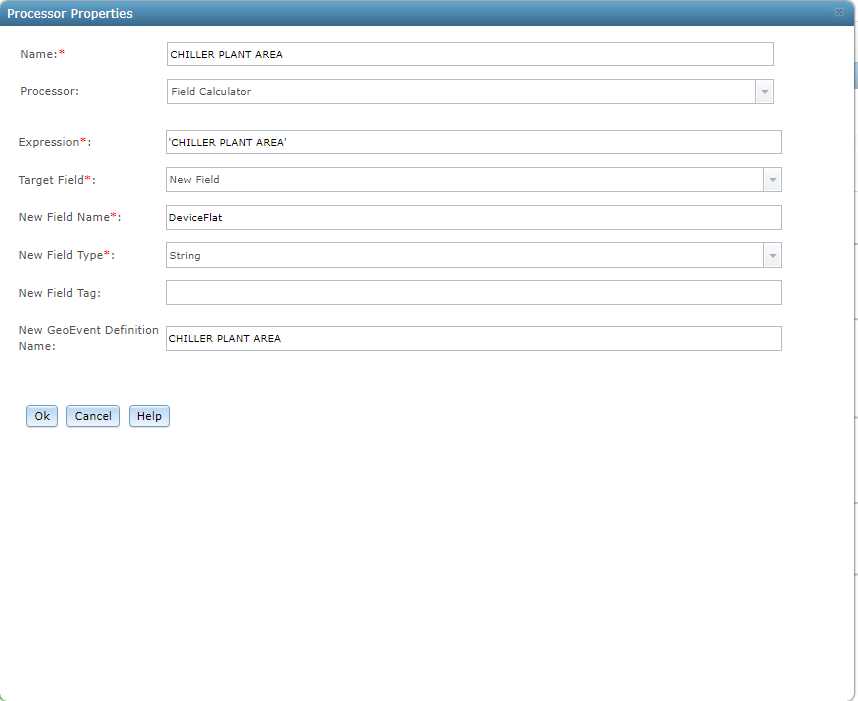 Processor Properties
Name:* CHILLER PLANT AREA
Processor: Field Calculator
Expression*: 'CHILLER PLANT AREA'
Target Field*: New Field
New Field Name*: DeviceFlat
New Field Type*: String
New Field Tag:
New GeoEvent Definition
Name: CHILLER PLANT AREA
Ok Cancel Help